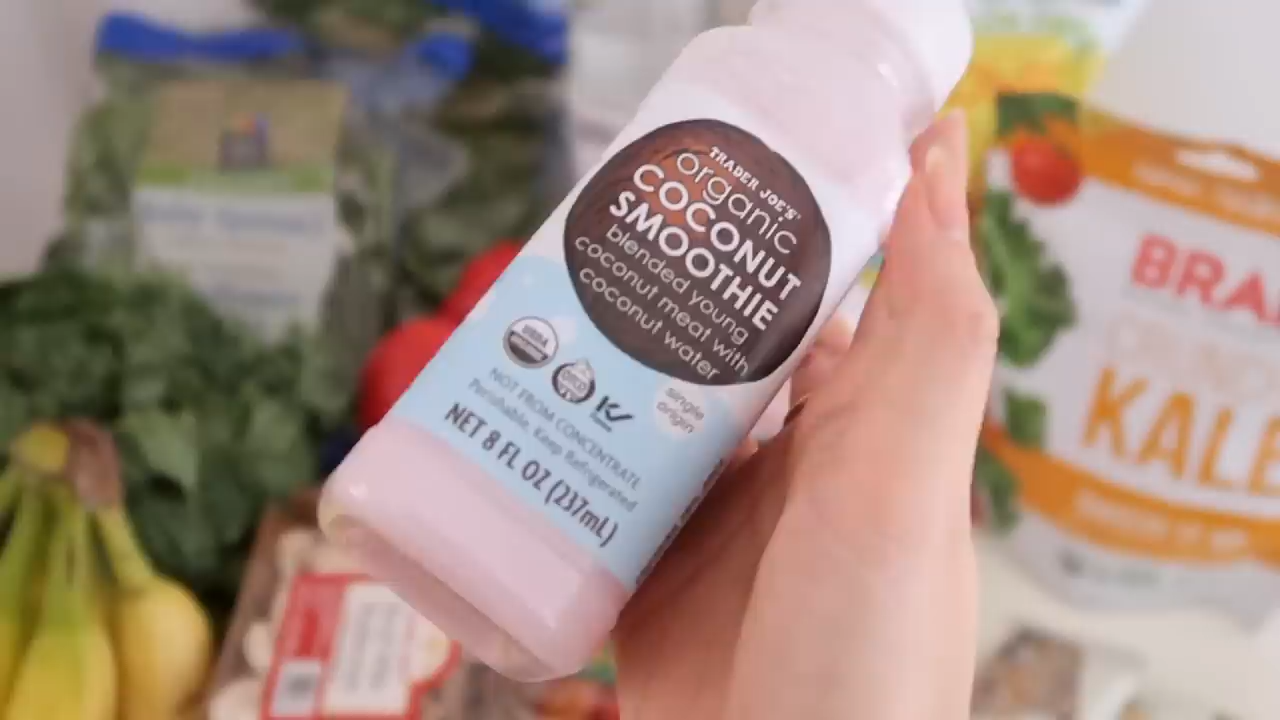 TRADER JOE'S
organic
COCONUT
SMOOTHIE
blended young
coconut meat with
coconut water
USDA
ORGANIC
single
origin
NOT FROM CONCENTRATE
Perishable, Keep Refrigerated
NET 8 FL OZ (237mL)
BRA
KALE